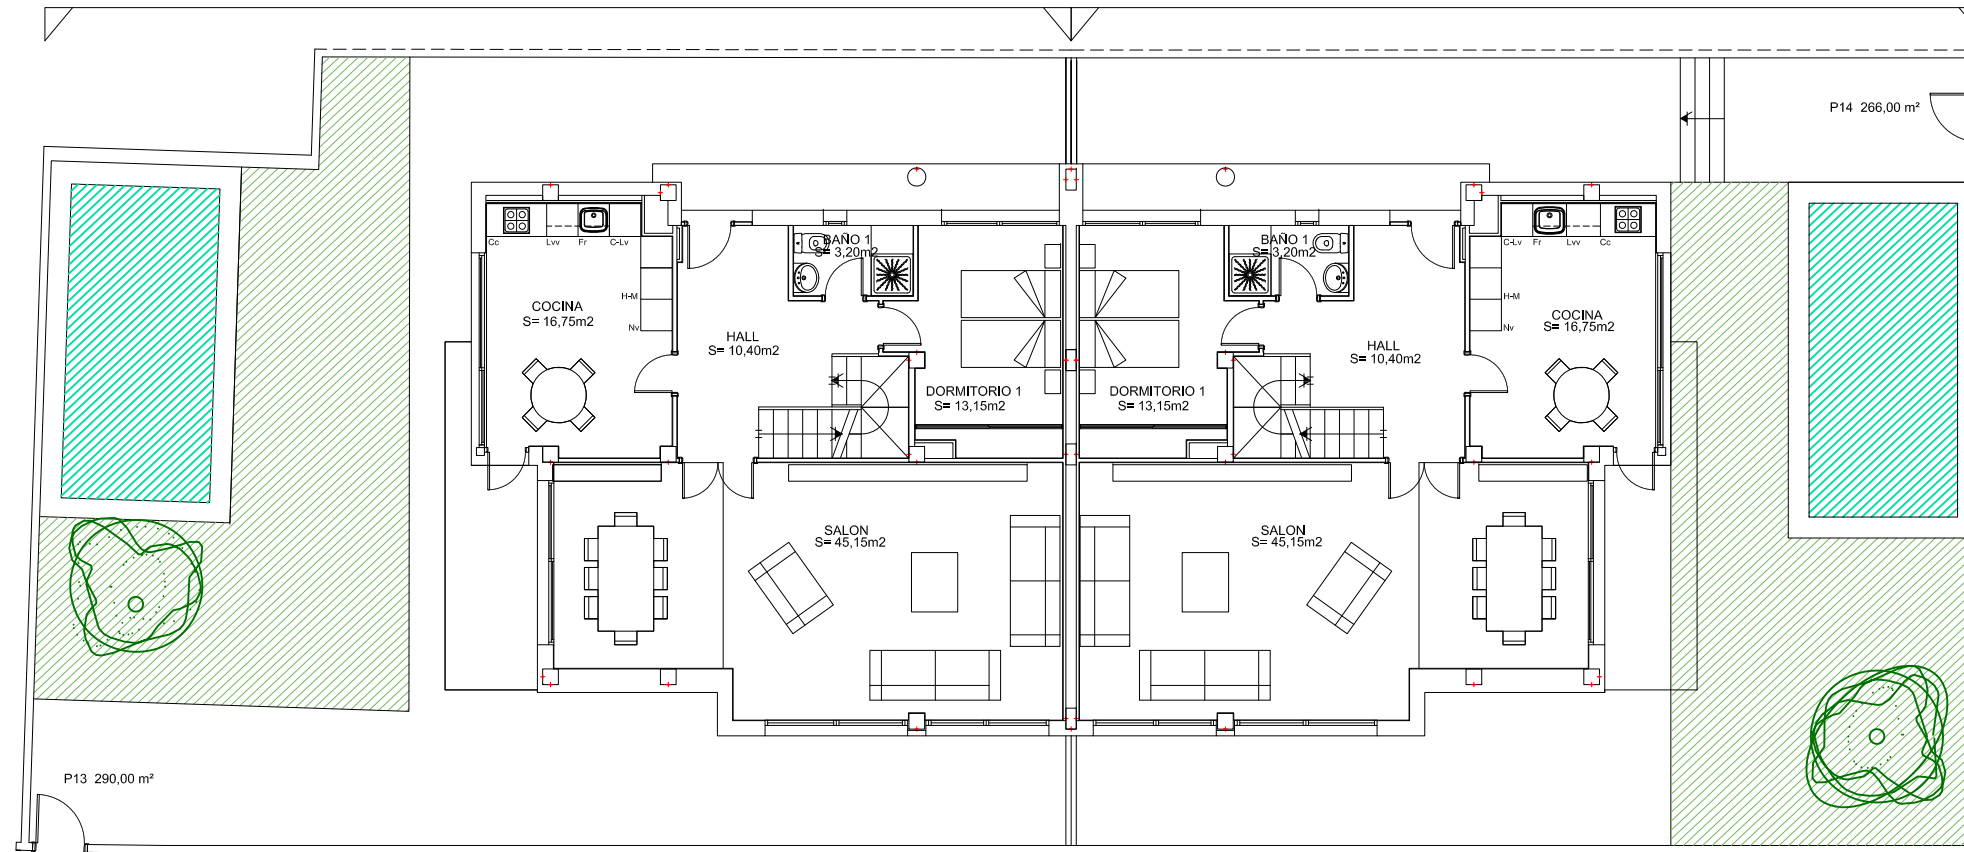 P14 266,00 m²
BAÑO 1
S= 3,20m2
BAÑO 1
S= 3,20m2
Cc
Lvv
Fr
C-Lv
C-Lv
Fr
Lvv
Cc
H-M
Nv
H-M
Nv
COCINA
S= 16,75m2
HALL
S= 10,40m2
HALL
S= 10,40m2
COCINA
S= 16,75m2
DORMITORIO 1
S= 13,15m2
DORMITORIO 1
S= 13,15m2
SALON
S= 45,15m2
SALON
S= 45,15m2
P13 290,00 m²